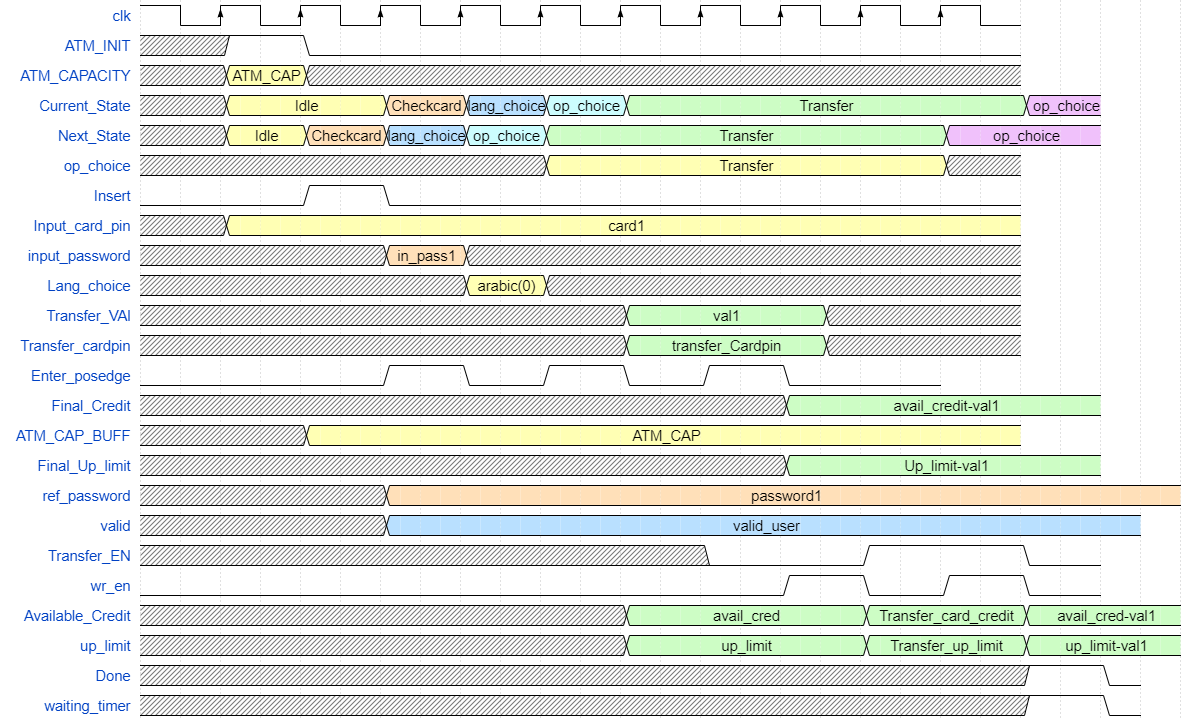 clk
ATM_INIT
ATM_CAPACITY ATM_CAP
Current_State Idle Checkcard lang_choice op_choice Transfer op_choice
Next_State Idle Checkcard lang_choice op_choice Transfer op_choice
op_choice Transfer
Insert
Input_card_pin card1
input_password in_pass1
Lang_choice arabic(0)
Transfer_VAl val1
Transfer_cardpin transfer_Cardpin
Enter_posedge
Final_Credit avail_credit-val1
ATM_CAP_BUFF ATM_CAP
Final_Up_limit Up_limit-val1
ref_password password1
valid valid_user
Transfer_EN
wr_en
Available_Credit avail_cred Transfer_card_credit avail_cred-val1
up_limit up_limit Transfer_up_limit up_limit-val1
Done
waiting_timer